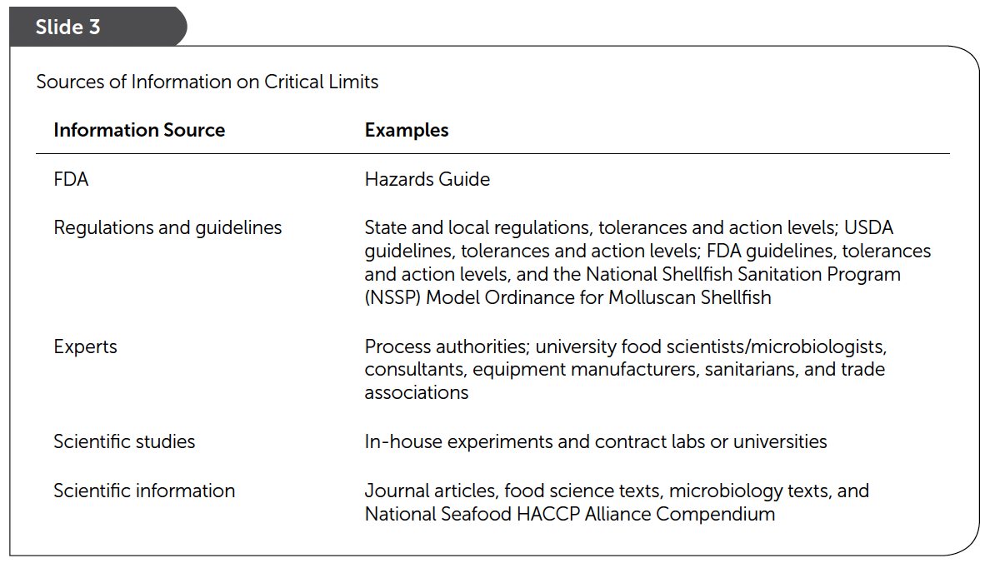 Slide 3
Sources of Information on Critical Limits
Information Source
Examples
FDA
Hazards Guide
Regulations and guidelines
State and local regulations, tolerances and action levels; USDA
guidelines, tolerances and action levels; FDA guidelines, tolerances
and action levels, and the National Shellfish Sanitation Program
(NSSP) Model Ordinance for Molluscan Shellfish
Experts
Process authorities; university food scientists/microbiologists,
consultants, equipment manufacturers, sanitarians, and trade
associations
Scientific studies
In-house experiments and contract labs or universities
Scientific information
Journal articles, food science texts, microbiology texts, and
National Seafood HACCP Alliance Compendium